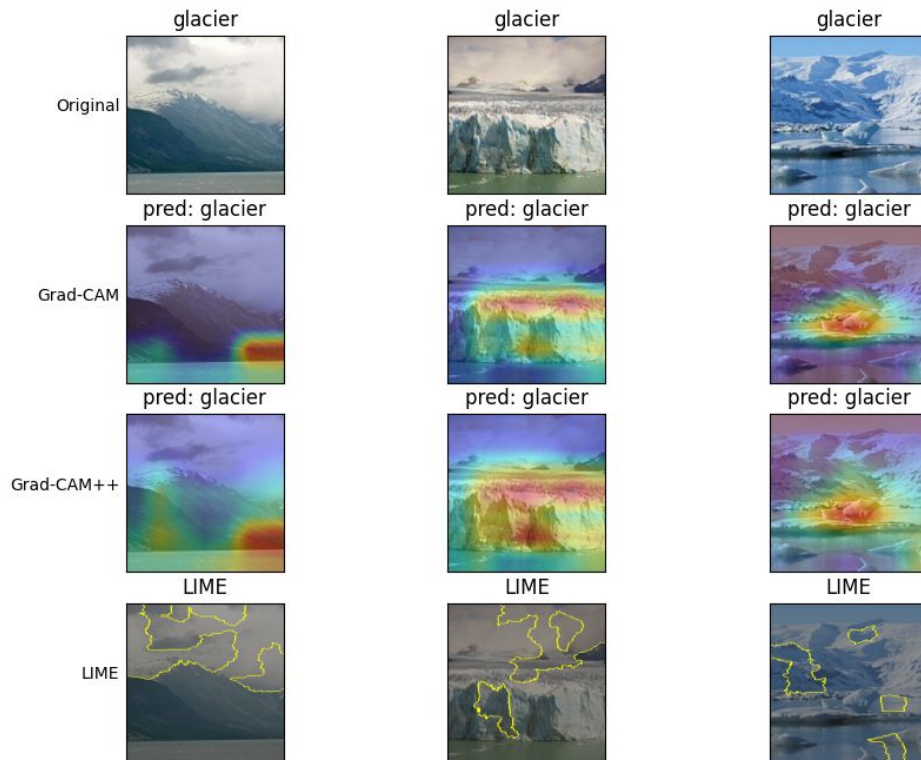 glacier glacier glacier
Original
pred: glacier pred: glacier pred: glacier
Grad-CAM
pred: glacier pred: glacier pred: glacier
Grad-CAM++
LIME LIME LIME
LIME